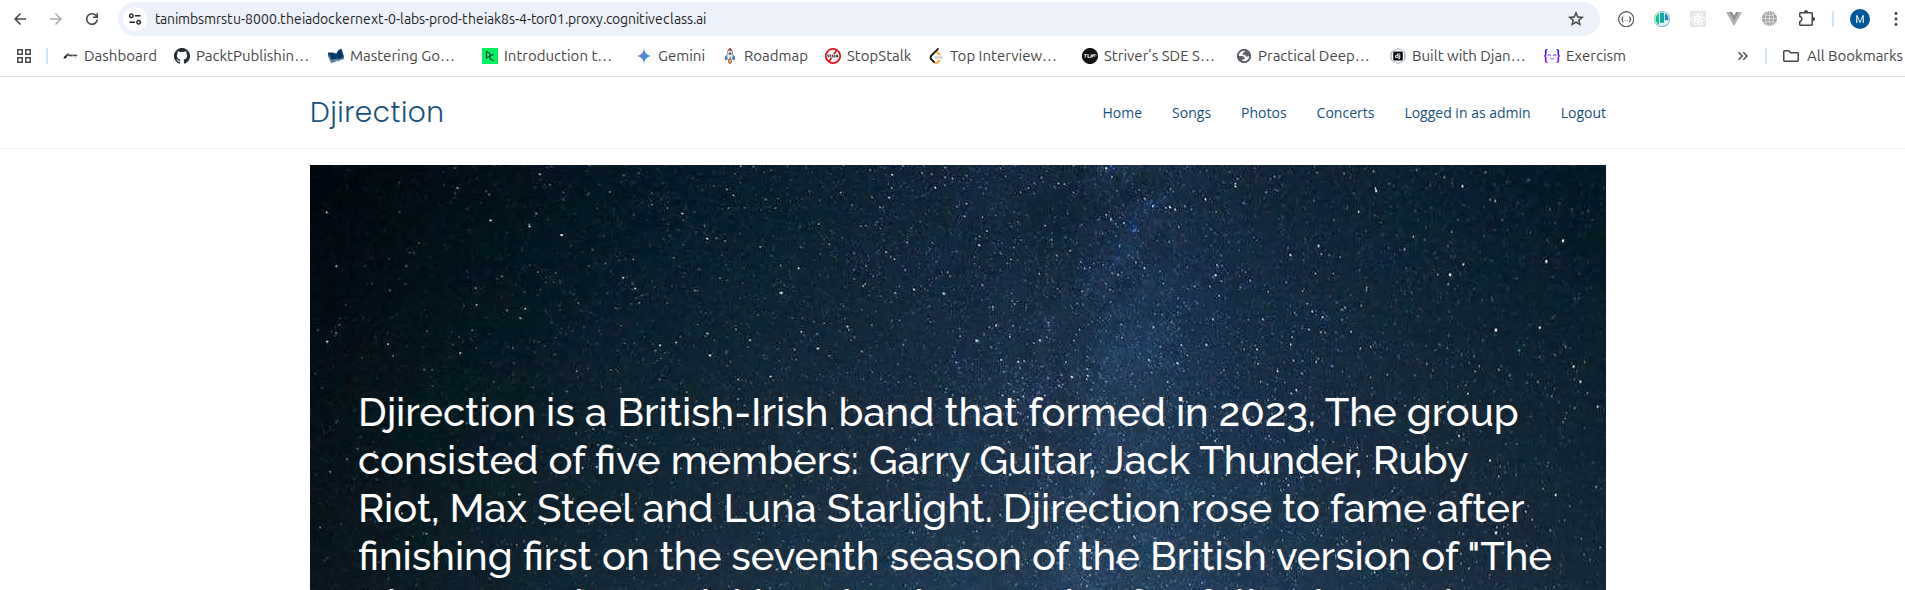 tanimbsmrstu-8000.theiadockernext-0-labs-prod-theiak8s-4-tor01.proxy.cognitiveclass.ai
M
Dashboard PacktPublishin... Mastering Go... Introduction t... Gemini Roadmap StopStalk Top Interview... Striver's SDE S... Practical Deep... Built with Djan... Exercism » All Bookmarks
Djirection Home Songs Photos Concerts Logged in as admin Logout
Djirection is a British-Irish band that formed in 2023. The group
consisted of five members: Garry Guitar, Jack Thunder, Ruby
Riot, Max Steel and Luna Starlight. Djirection rose to fame after
finishing first on the seventh season of the British version of "The